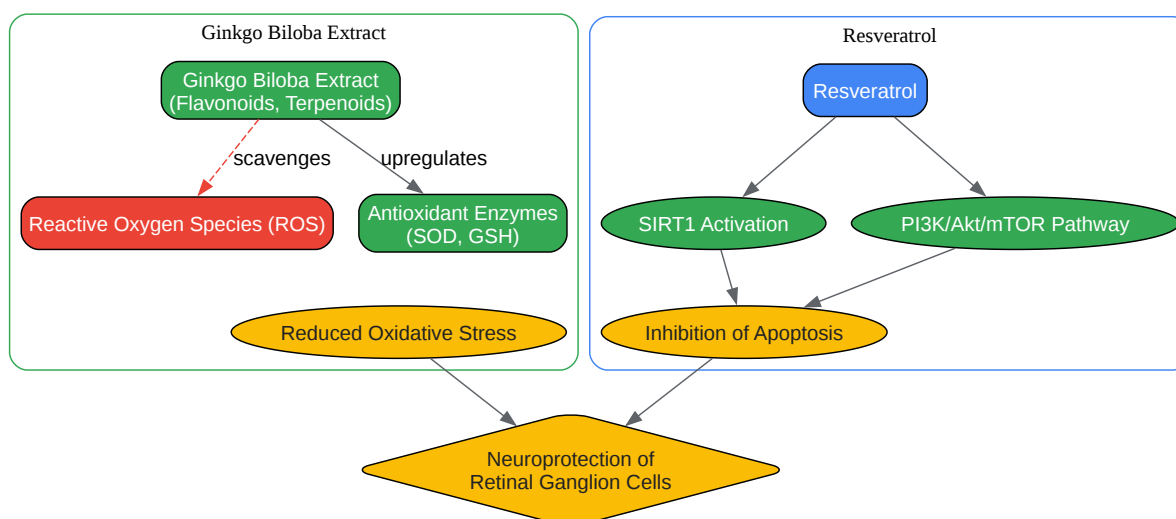 Ginkgo Biloba Extract
Ginkgo Biloba Extract
(Flavonoids, Terpenoids)
scavenges
upregulates
Reactive Oxygen Species (ROS)
Antioxidant Enzymes
(SOD, GSH)
Reduced Oxidative Stress
Resveratrol
Resveratrol
SIRT1 Activation
PI3K/Akt/mTOR Pathway
Inhibition of Apoptosis
Neuroprotection of
Retinal Ganglion Cells